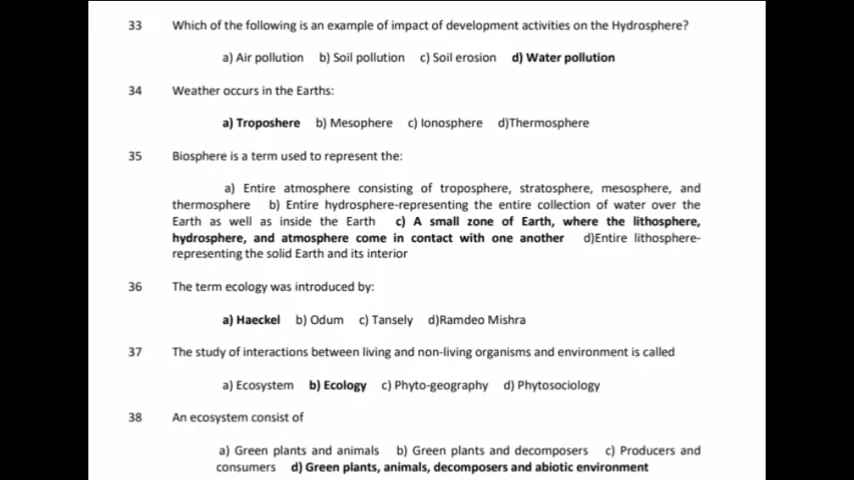 33 Which of the following is an example of impact of development activities on the Hydrosphere?
a) Air pollution b) Soil pollution c) Soil erosion d) Water pollution
34 Weather occurs in the Earths:
a) Troposhere b) Mesophere c) Ionosphere d)Thermosphere
35 Biosphere is a term used to represent the:
a) Entire atmosphere consisting of troposphere, stratosphere, mesosphere, and
thermosphere b) Entire hydrosphere-representing the entire collection of water over the
Earth as well as inside the Earth c) A small zone of Earth, where the lithosphere,
hydrosphere, and atmosphere come in contact with one another d)Entire lithosphere-
representing the solid Earth and its interior
36 The term ecology was introduced by:
a) Haeckel b) Odum c) Tansely d)Ramdeo Mishra
37 The study of interactions between living and non-living organisms and environment is called
a) Ecosystem b) Ecology c) Phyto-geography d) Phytosociology
38 An ecosystem consist of
a) Green plants and animals b) Green plants and decomposers c) Producers and
consumers d) Green plants, animals, decomposers and abiotic environment